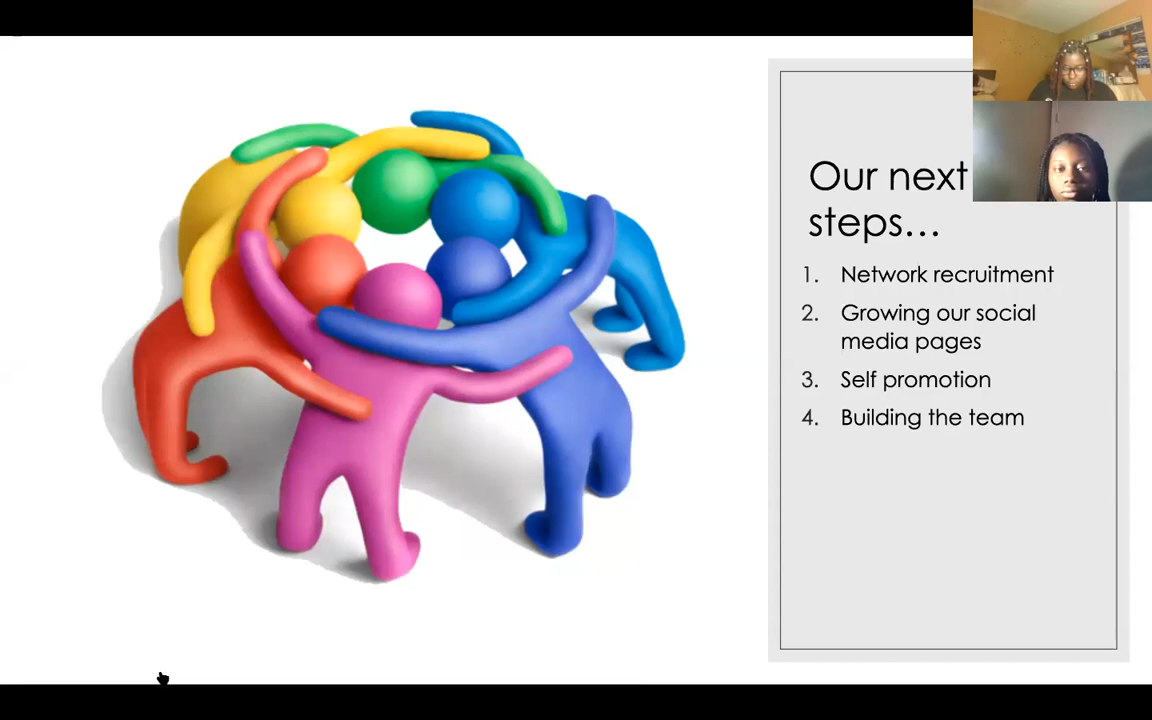 Our next
steps...
1. Network recruitment
2. Growing our social
media pages
3. Self promotion
4. Building the team